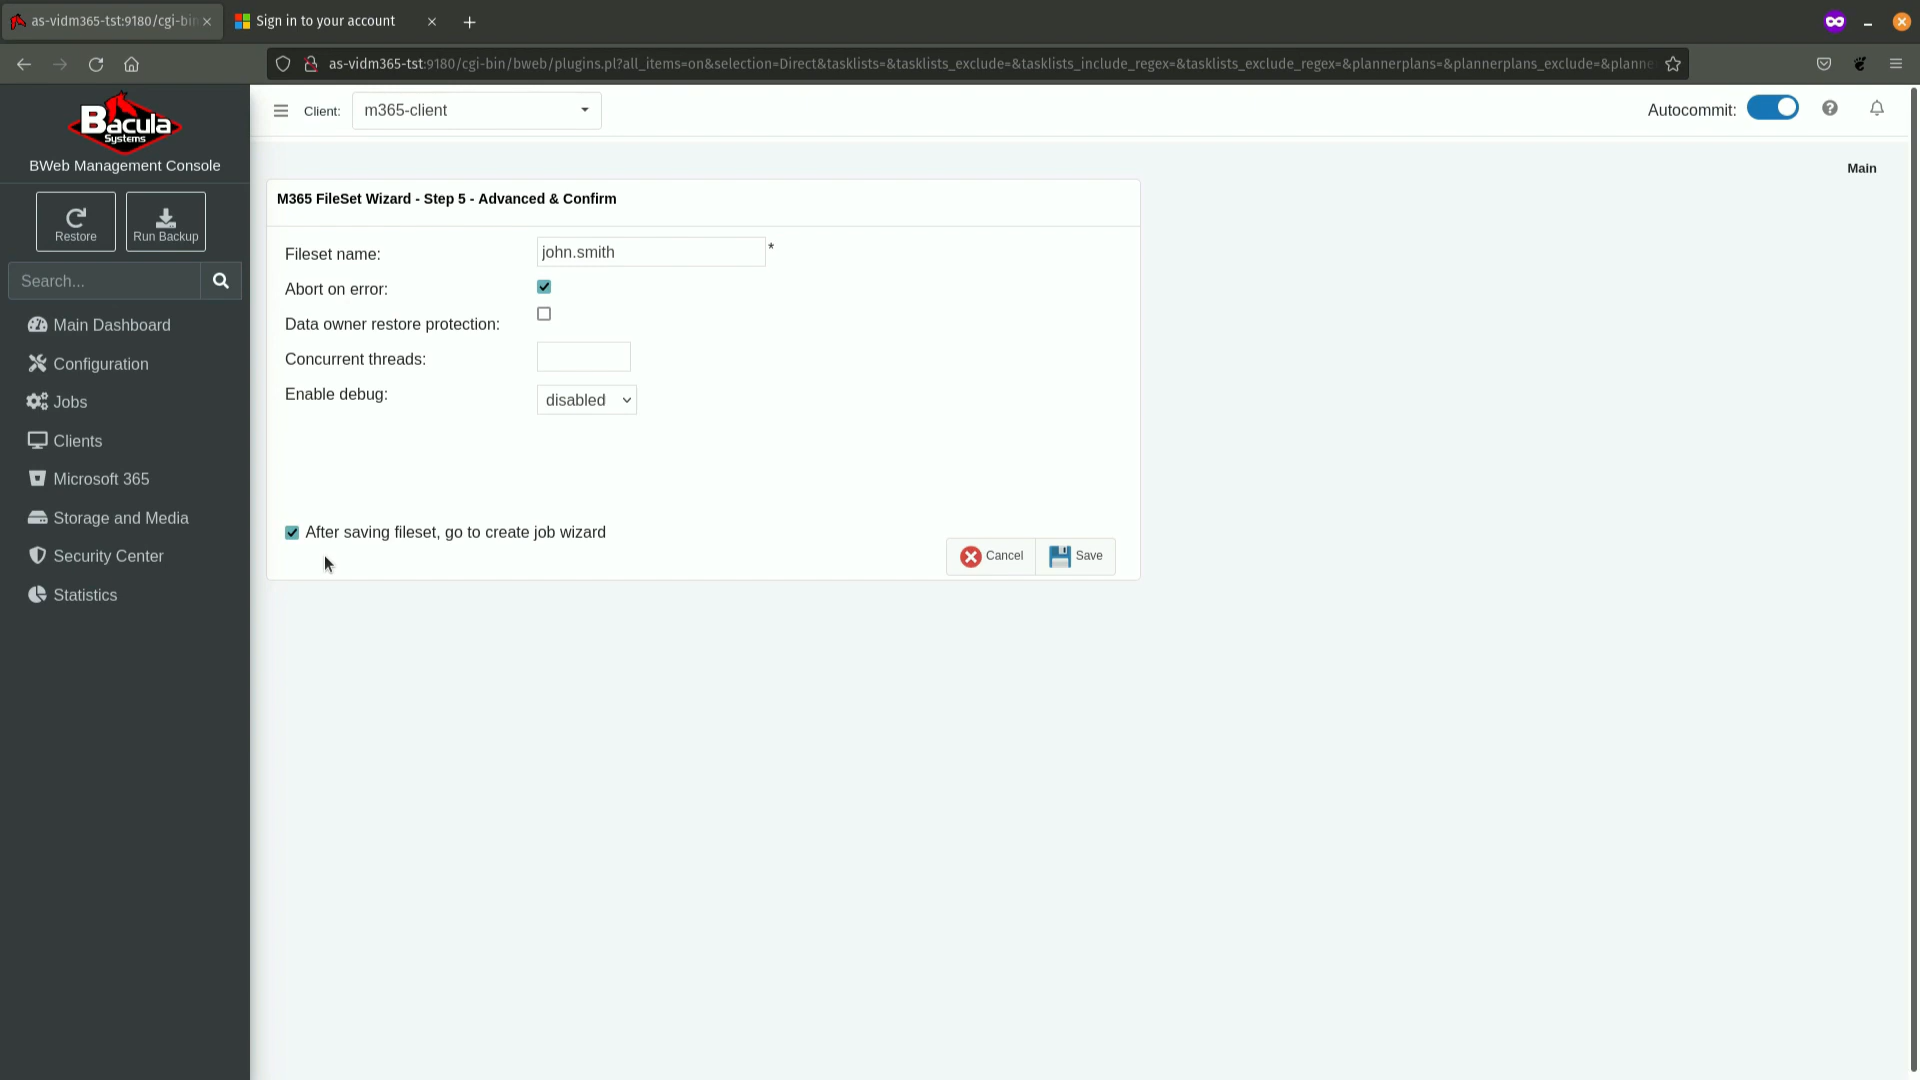 as-vidm365-tst:9180/cgi-bin
Sign in to your account
as-vidm365-tst:9180/cgi-bin/bweb/plugins.pl?all_items=on&selection=Direct&tasklists=&tasklists_exclude=&tasklists_include_regex=&tasklists_exclude_regex=&plannerplans=&plannerplans_exclude=&planne
Bacula
Systems
BWeb Management Console
Restore
Run Backup
Search...
Main Dashboard
Configuration
Jobs
Clients
Microsoft 365
Storage and Media
Security Center
Statistics
Client:
m365-client
Autocommit:
Main
M365 FileSet Wizard - Step 5 - Advanced & Confirm
Fileset name:
john.smith
*
Abort on error:
Data owner restore protection:
Concurrent threads:
Enable debug:
disabled
After saving fileset, go to create job wizard
Cancel
Save